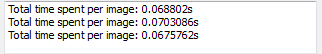 Total time spent per image: 0.068802s
Total time spent per image: 0.0703086s
Total time spent per image: 0.0675762s